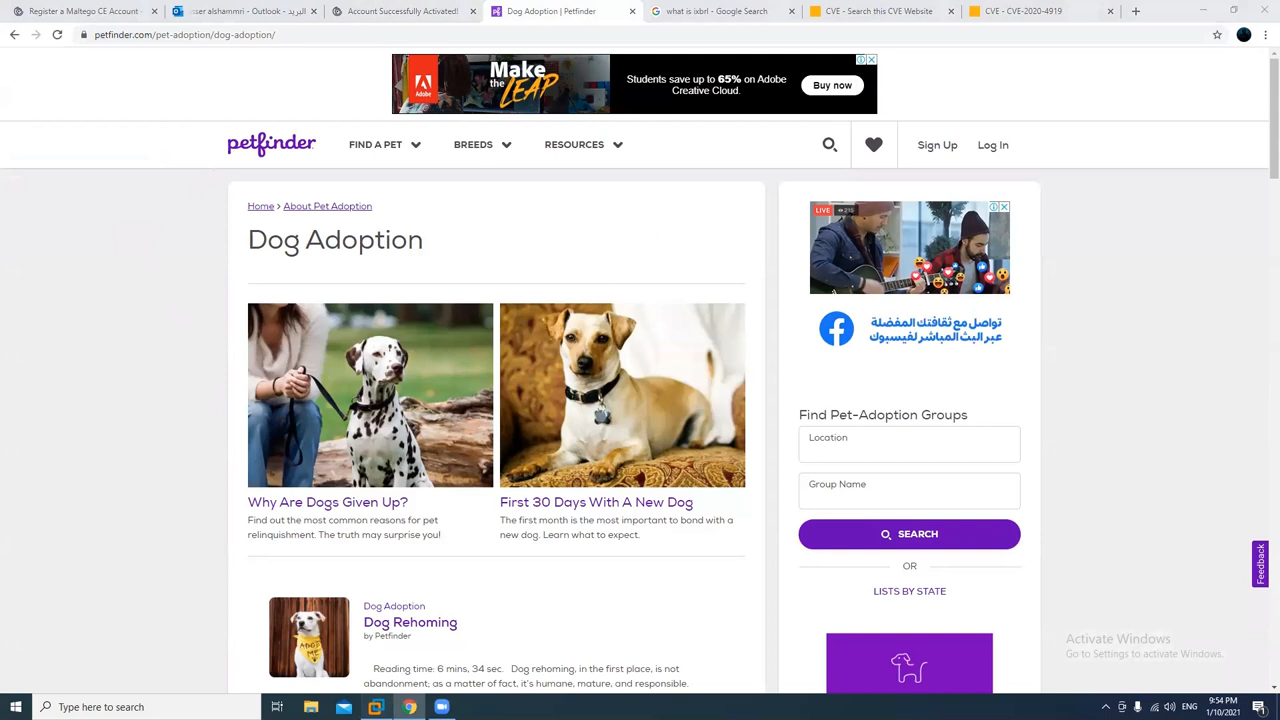 Register a Maltego CE Account -
ser alshamrn's Outlook - Outlo
Account Successfully Activated!
Dog Adoption | Petfinder
what is ixbrl - Google Search
CVE - Search CVE Website
CVE - CVE-2020-4919
petfinder.com/pet-adoption/dog-adoption/
Adobe
Make
the LEAP
Students save up to 65% on Adobe
Creative Cloud.
Buy now
petfinder
FIND A PET
BREEDS
RESOURCES
Sign Up
Log In
Home > About Pet Adoption
Dog Adoption
Why Are Dogs Given Up?
Find out the most common reasons for pet
relinquishment. The truth may surprise you!
First 30 Days With A New Dog
The first month is the most important to bond with a
new dog. Learn what to expect.
ADOPT
ME
Dog Adoption
Dog Rehoming
by Petfinder
Reading time: 6 mins, 34 sec. Dog rehoming, in the first place, is not
abandonment; as a matter of fact, it's humane, mature, and responsible.
LIVE
تواصل مع ثقافتك المفضلة
عبر البث المباشر لفيسبوك
Find Pet-Adoption Groups
Location
Group Name
SEARCH
OR
LISTS BY STATE
Feedback
Activate Windows
Go to Settings to activate Windows.
Type here to search
9:54 PM
1/10/2021